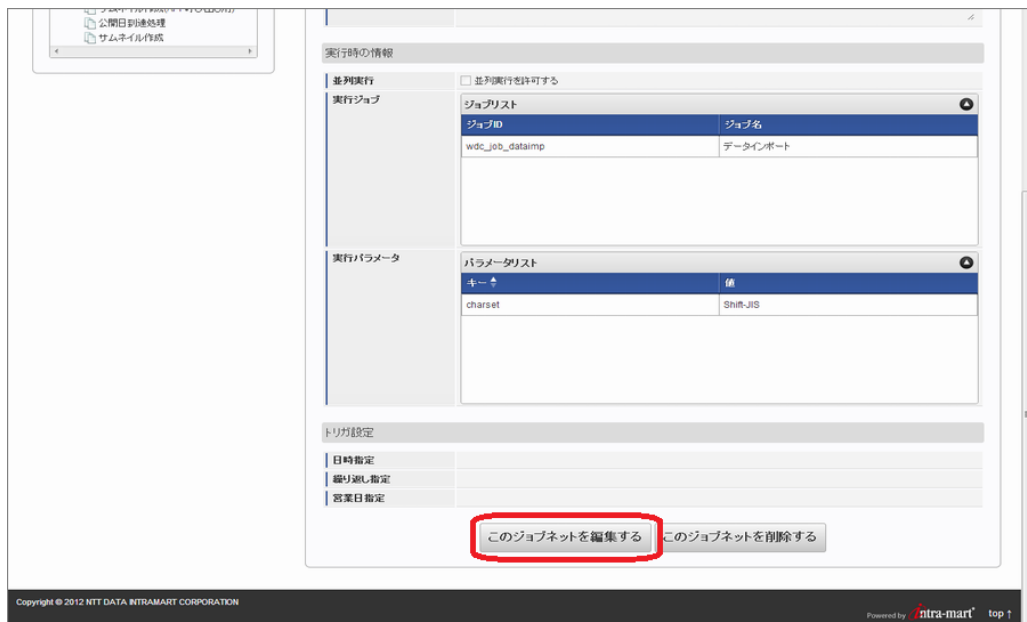 公開日到達処理
サムネイル作成
実行時の情報
並列実行
並列実行を許可する
実行ジョブ
ジョブリスト
ジョブID
ジョブ名
wdc_job_dataimp
データインポート
実行パラメータ
パラメータリスト
キー
値
charset
Shift-JIS
トリガ設定
日時指定
繰り返し指定
営業日指定
このジョブネットを編集する
このジョブネットを削除する
Copyright © 2012 NTT DATA INTRAMART CORPORATION
Powered by intra-mart
top ↑